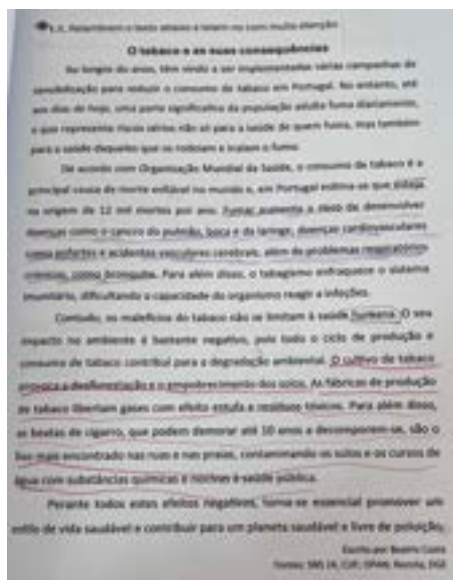 O tabaco e as suas consequências
Ao longo do anos, têm vindo a ser implementadas várias campanhas de
sensibilização para reduzir o consumo de tabaco em Portugal. No entanto, até
aos dias de hoje, uma parte significativa da população adulta fuma diariamente,
o que representa riscos sérios não só para a saúde de quem fuma, mas também
para a saúde daqueles que os rodeiam e inalam o fumo.
De acordo com Organização Mundial da Saúde, o consumo de tabaco é a
principal causa de morte evitável no mundo e, em Portugal estima-se que esteja
na origem de 12 mil mortes por ano. Fumar aumenta o risco de desenvolver
doenças como o cancro do pulmão, boca e da laringe, doenças cardiovasculares
como enfartes e acidentes vasculares cerebrais, além de problemas respiratórios
crónicos, como bronquite. Para além disso, o tabagismo enfraquece o sistema
imunitário, dificultando a capacidade do organismo reagir a infeções.
Contudo, os malefícios do tabaco não se limitam à saúde humana. O seu
impacto no ambiente é bastante negativo, pois todo o ciclo de produção e
consumo de tabaco contribui para a degradação ambiental. O cultivo de tabaco
provoca a desflorestação e o empobrecimento dos solos. As fábricas de produção
de tabaco libertam gases com efeito estufa e resíduos tóxicos. Para além disso,
as beatas de cigarro, que podem demorar até 10 anos a decomporem-se, são o
lixo mais encontrado nas ruas e nas praias, contaminando os solos e os cursos de
água com substâncias químicas e nocivas à saúde pública.
Perante todos estes efeitos negativos, torna-se essencial promover um
estilo de vida saudável e contribuir para um planeta saudável e livre de poluição.
Escrito por Beatriz Costa
Fontes: SNS 24, CUF,